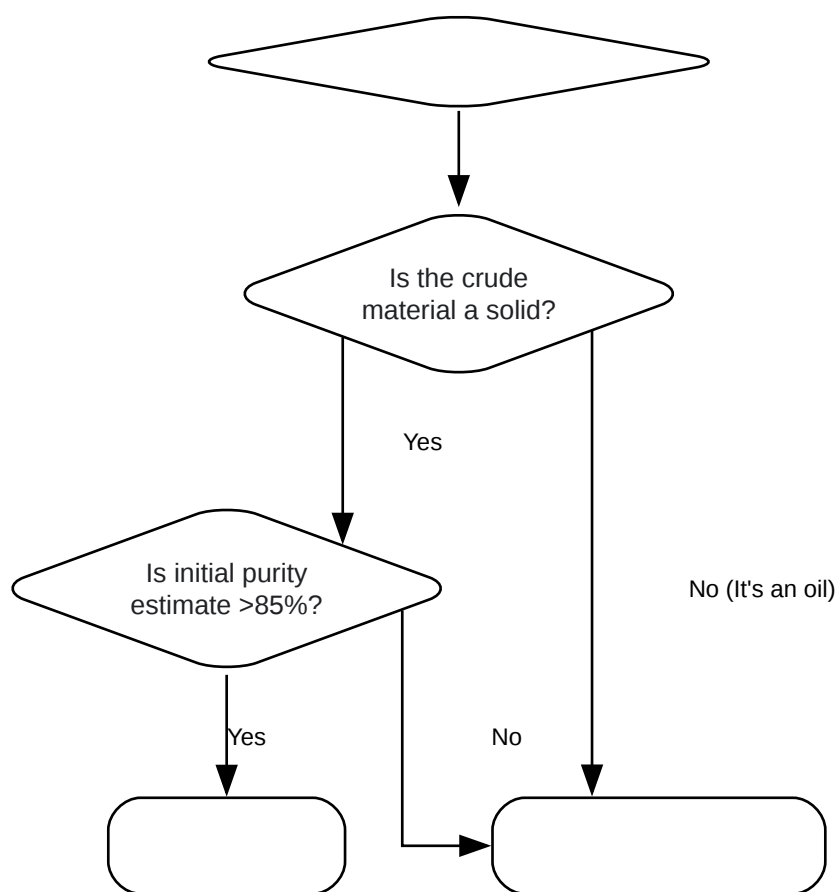 Is the crude
material a solid?
Yes
Is initial purity
estimate >85%?
No (It's an oil)
Yes
No